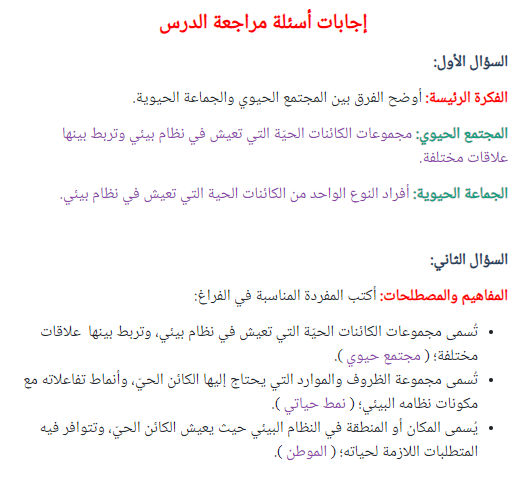 إجابات أسئلة مراجعة الدرس
السؤال الأول:
الفكرة الرئيسة: أوضح الفرق بين المجتمع الحيوي والجماعة الحيوية.
المجتمع الحيوي: مجموعات الكائنات الحيّة التي تعيش في نظام بيئي وتربط بينها
علاقات مختلفة.
الجماعة الحيوية: أفراد النوع الواحد من الكائنات الحية التي تعيش في نظام بيئي.
السؤال الثاني:
المفاهيم والمصطلحات: أكتب المفردة المناسبة في الفراغ:
• تُسمى مجموعات الكائنات الحيّة التي تعيش في نظام بيئي، وتربط بينها علاقات
مختلفة؛ ( مجتمع حيوي ).
• تُسمى مجموعة الظروف والموارد التي يحتاج إليها الكائن الحيّ، وأنماط تفاعلاته مع
مكونات نظامه البيئي؛ ( نمط حياتي ).
• يُسمى المكان أو المنطقة في النظام البيئي حيث يعيش الكائن الحيّ، وتتوافر فيه
المتطلبات اللازمة لحياته؛ ( الموطن ).